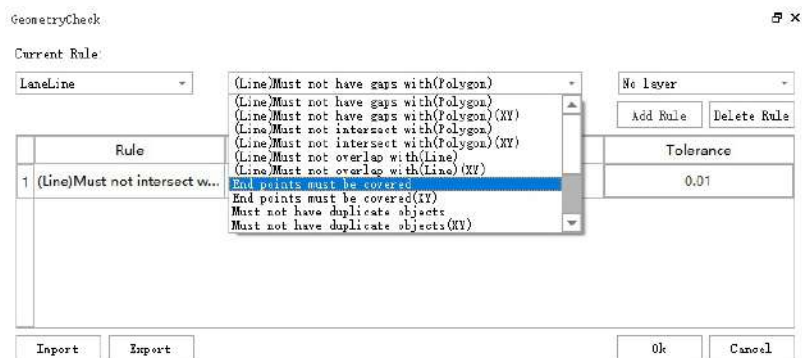 GeometryCheck
Current Rule:
LaneLine
(Line)Must not have gaps with(Polygon)
No layer
(Line)Must not have gaps with(Polygon)
(Line)Must not have gaps with(Polygon)(XY)
(Line)Must not intersect with(Polygon)
(Line)Must not intersect with(Polygon)(XY)
(Line)Must not overlap with(Line)
(Line)Must not overlap with(Line)(XY)
End points must be covered
End points must be covered(XY)
Must not have duplicate objects
Must not have duplicate objects(XY)
Add Rule
Delete Rule
Rule
Tolerance
1
(Line)Must not intersect w...
0.01
Inport
Export
Ok
Cancel